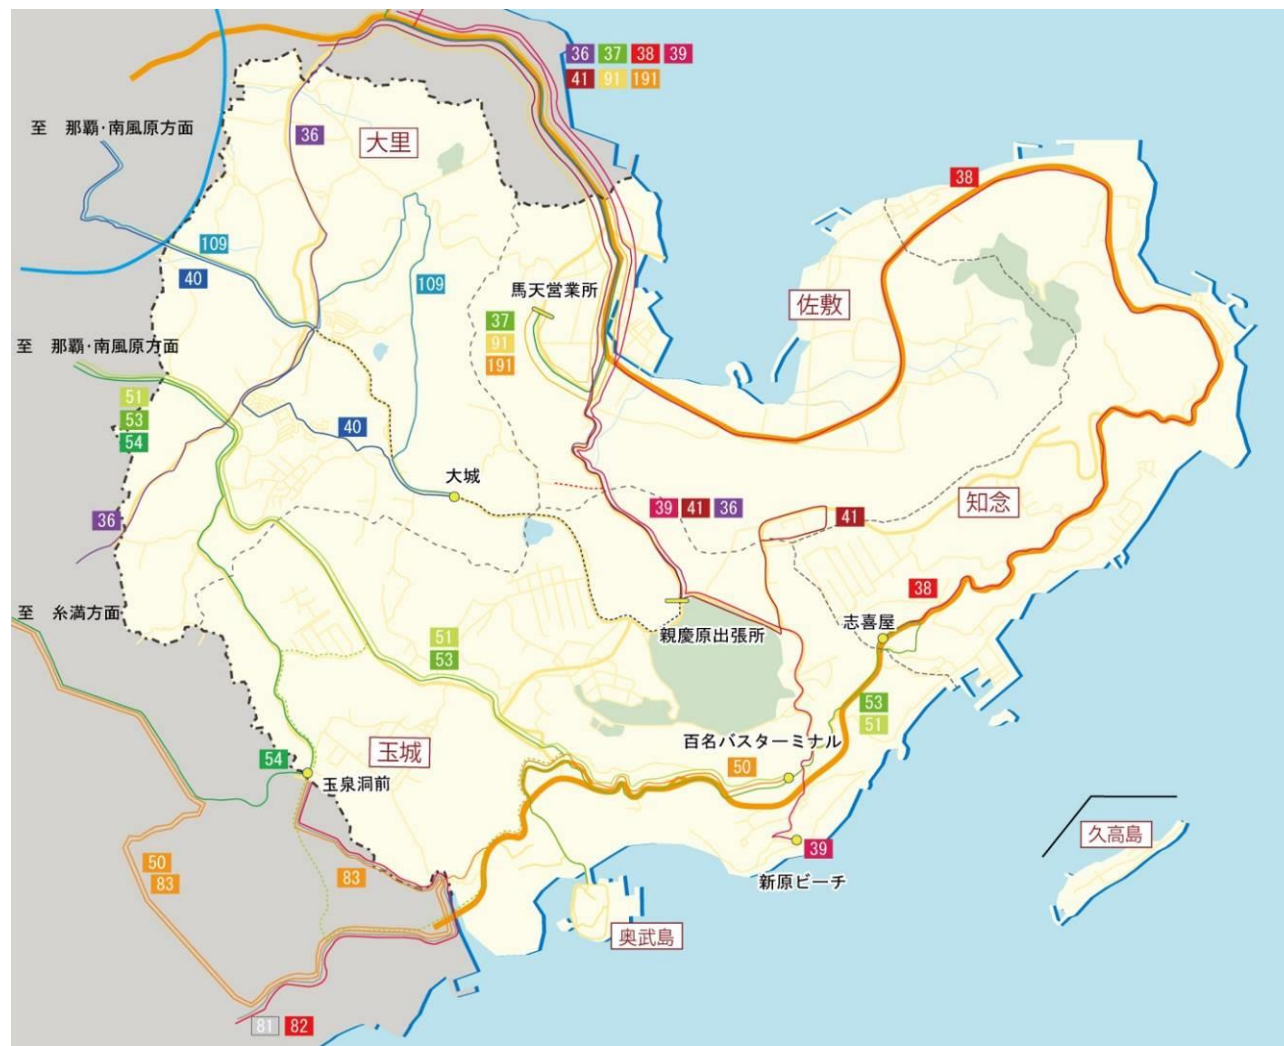 36 37 38 39
41 91 191
至 那覇・南風原方面
36
大里
38
109
40
109
馬天営業所
佐敷
37
91
191
至 那覇・南風原方面
51
53
54
40
大城
36
39 41 36
41
知念
38
至 糸満方面
親慶原出張所
志喜屋
51
53
53
51
百名バスターミナル
50
玉城
54
玉泉洞前
久高島
39
50
83
83
新原ビーチ
奥武島
81 82